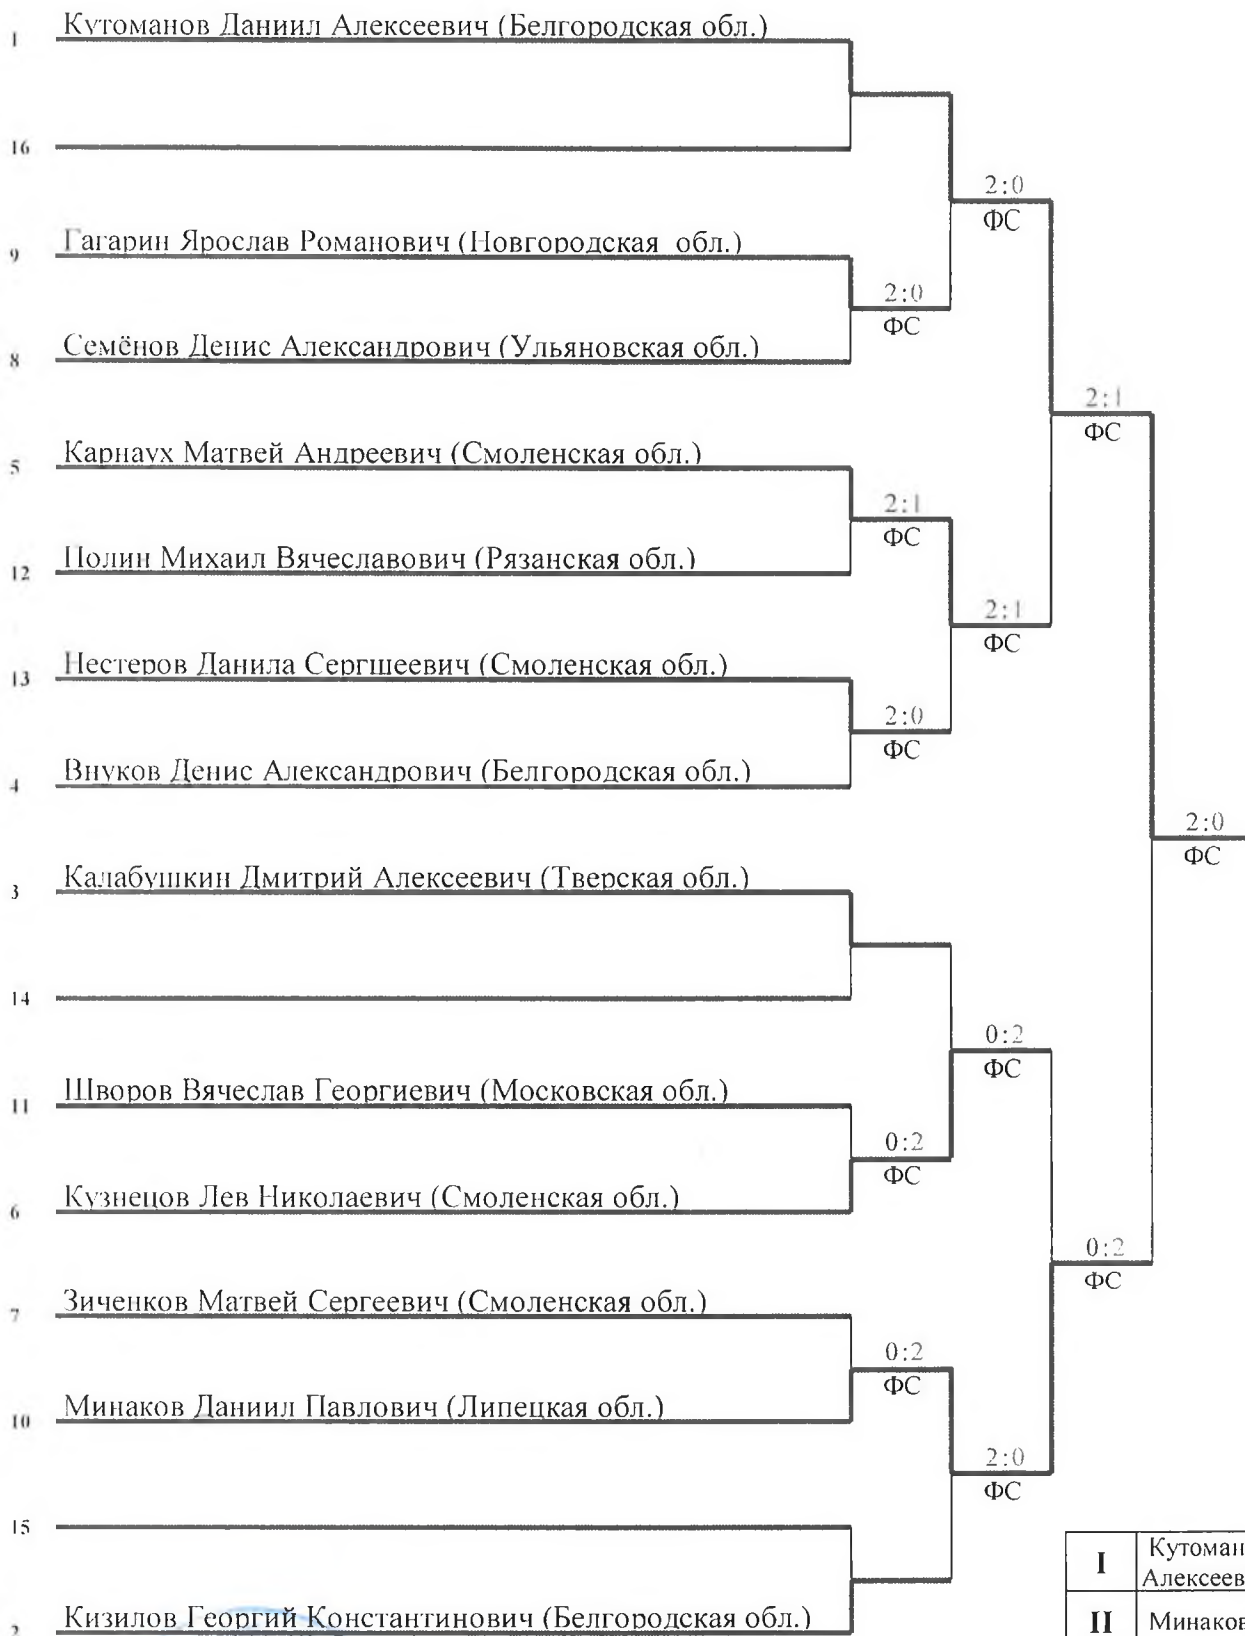 1 Кутоманов Даниил Алексеевич (Белгородская обл.)
16
2:0
ФС
9 Гагарин Ярослав Романович (Новгородская обл.)
2:0
ФС
8 Семёнов Денис Александрович (Ульяновская обл.)
2:1
ФС
5 Карнаух Матвей Андреевич (Смоленская обл.)
2:1
ФС
12 Полин Михаил Вячеславович (Рязанская обл.)
2:1
ФС
13 Нестеров Данила Сергшеевич (Смоленская обл.)
2:0
ФС
4 Внуков Денис Александрович (Белгородская обл.)
2:0
ФС
3 Калабушкин Дмитрий Алексеевич (Тверская обл.)
14
0:2
ФС
11 Шворов Вячеслав Георгиевич (Московская обл.)
0:2
ФС
6 Кузнецов Лев Николаевич (Смоленская обл.)
0:2
ФС
7 Зиченков Матвей Сергеевич (Смоленская обл.)
0:2
ФС
10 Минаков Даниил Павлович (Липецкая обл.)
2:0
ФС
15
2 Кизилов Георгий Константинович (Белгородская обл.)
I Кутоман
Алексеев
II Минаков